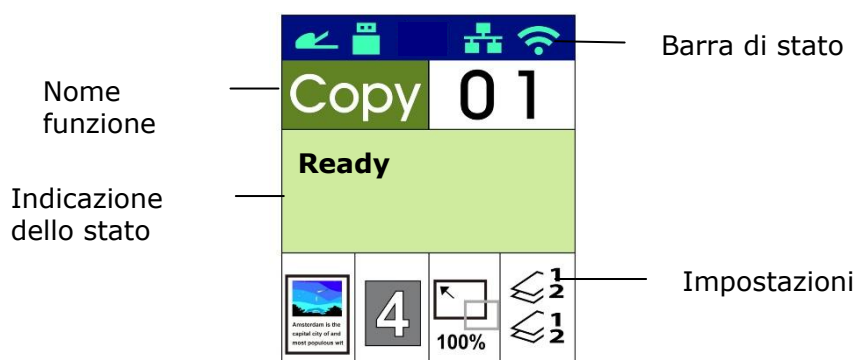 Barra di stato
Nome
funzione
Copy 01
Ready
Indicazione
dello stato
Impostazioni
Amsterdam is the
capital city of and
most populous wit
4
100%
1
2
1
2